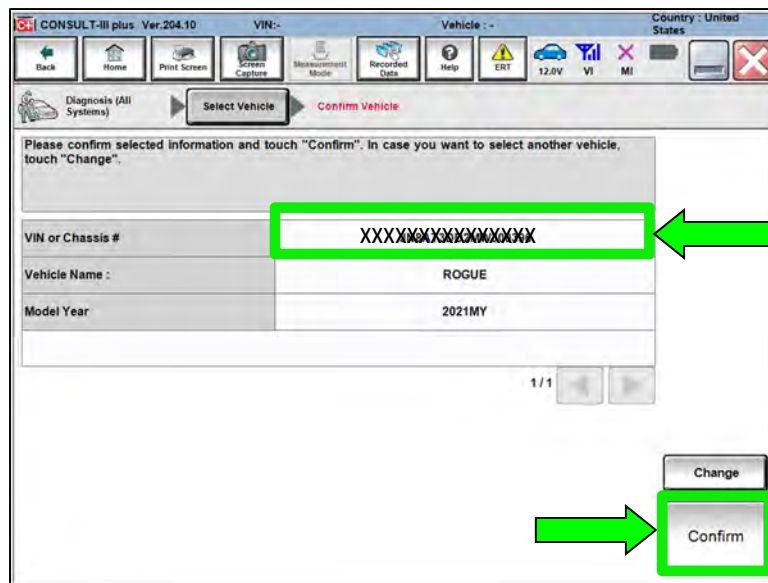 CONSULT-III plus Ver.204.10 VIN:- Vehicle : - Country : United States
Back Home Print Screen Screen Capture Measurement Mode Recorded Data Help ERT 12.0V VI MI
Diagnosis (All Systems) Select Vehicle Confirm Vehicle
Please confirm selected information and touch "Confirm". In case you want to select another vehicle,
touch "Change".
VIN or Chassis #
Vehicle Name : ROGUE
Model Year 2021MY
1/1
Change
Confirm